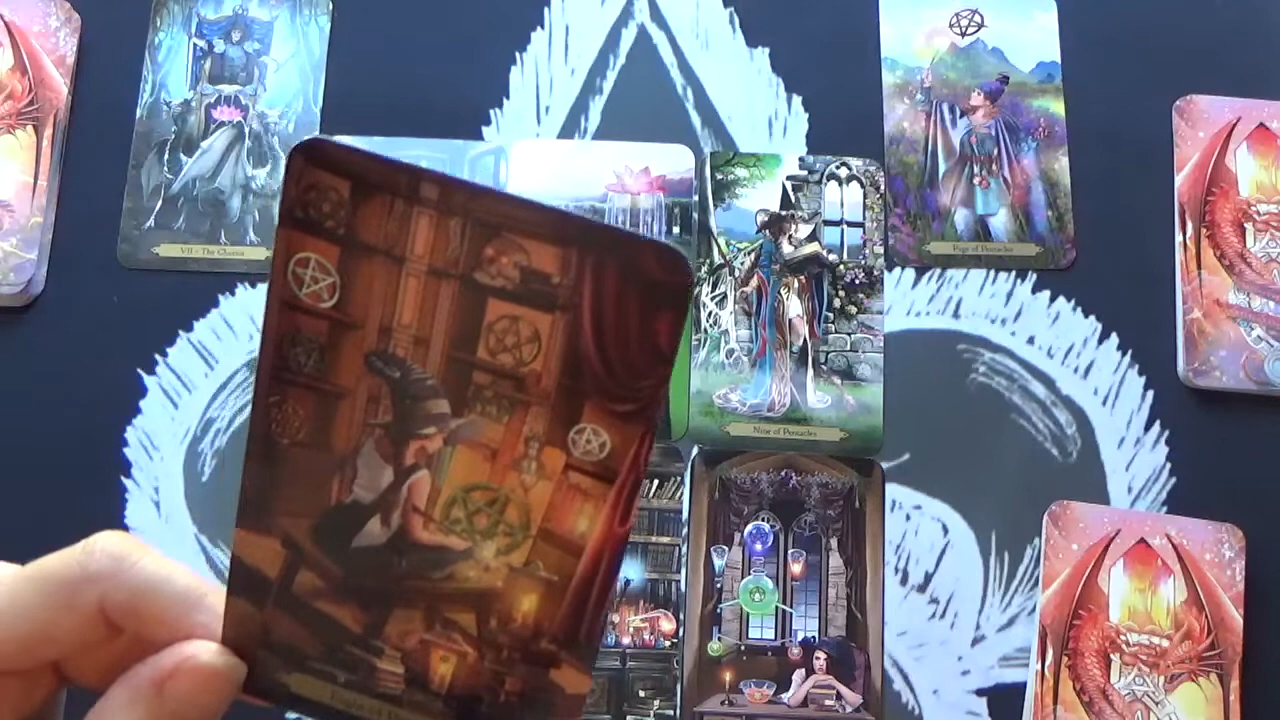 VII - The Chariot
Page of Pentacles
Nine of Pentacles